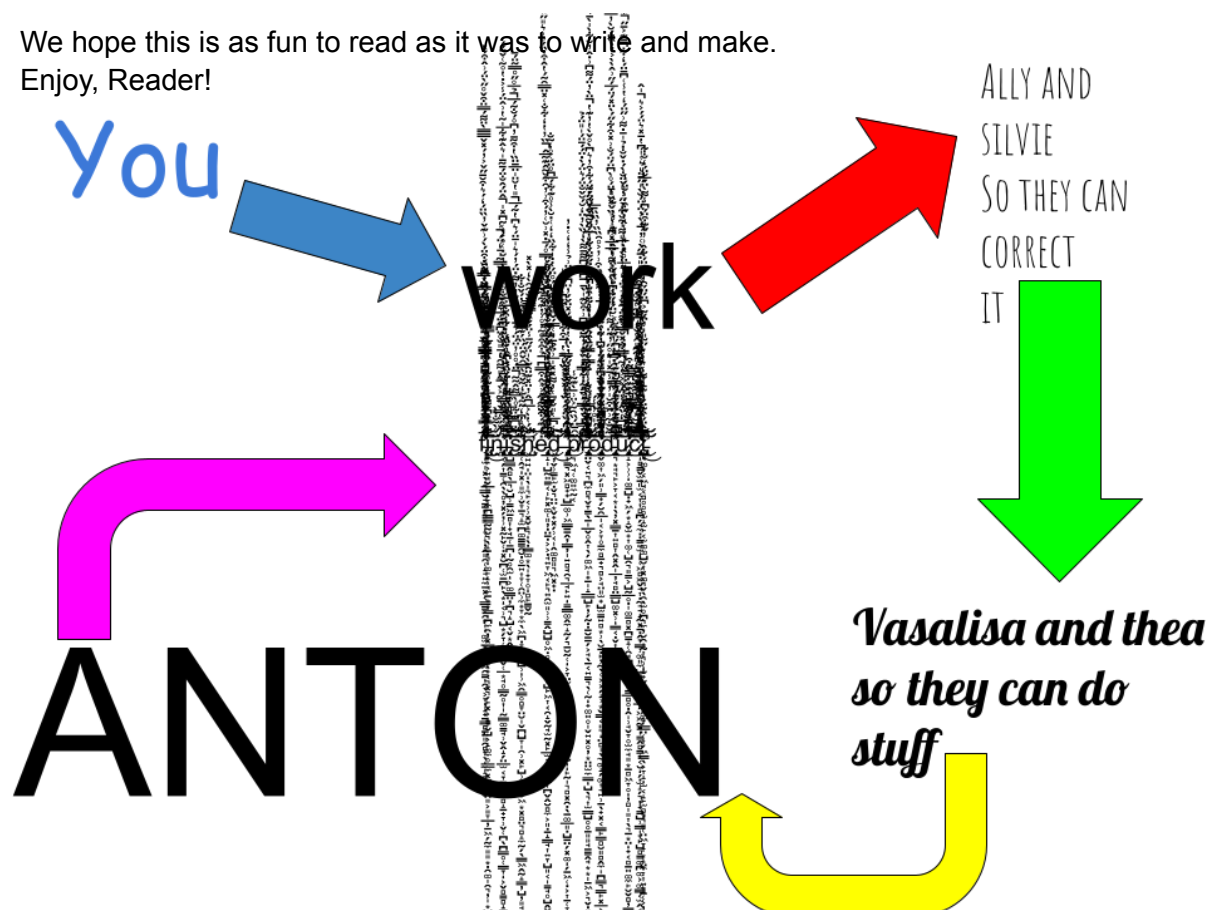 We hope this is as fun to read as it was to write and make.
Enjoy, Reader!
You
work
Ally and
silvie
So they can
correct
it
finished product
Vasalisa and thea
so they can do
stuff
ANTON